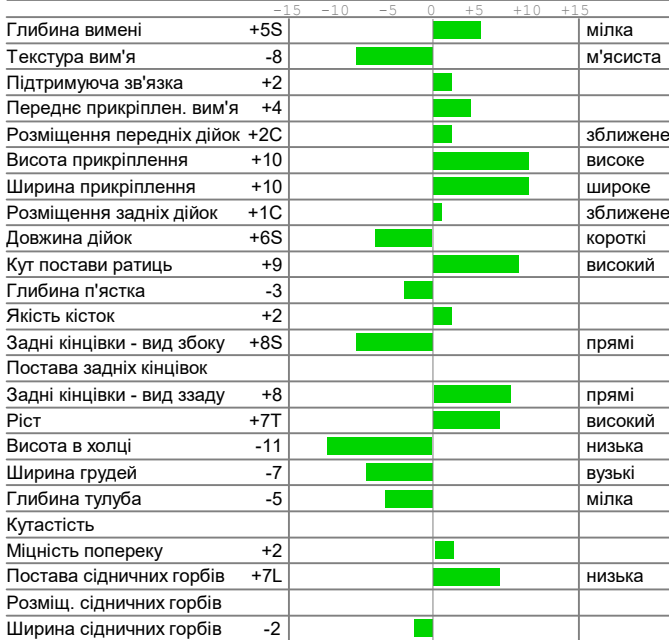 -15 -10 -5 0 +5 +10 +15
Глибина вимені +5S мілка
Текстура вим'я -8 м'ясиста
Підтримуюча зв'язка +2
Переднє прикріплен. вим'я +4
Розміщення передніх дійок +2C зближене
Висота прикріплення +10 високе
Ширина прикріплення +10 широке
Розміщення задніх дійок +1C зближене
Довжина дійок +6S короткі
Кут постави ратиць +9 високий
Глибина п'ястка -3
Якість кісток +2
Задні кінцівки - вид збоку +8S прямі
Постава задніх кінцівок
Задні кінцівки - вид ззаду +8 прямі
Ріст +7T високий
Висота в холці -11 низька
Ширина грудей -7 вузькі
Глибина тулуба -5 мілка
Кутастість
Міцність попереку +2
Постава сідничних горбів +7L низька
Розміщ. сідничних горбів
Ширина сідничних горбів -2